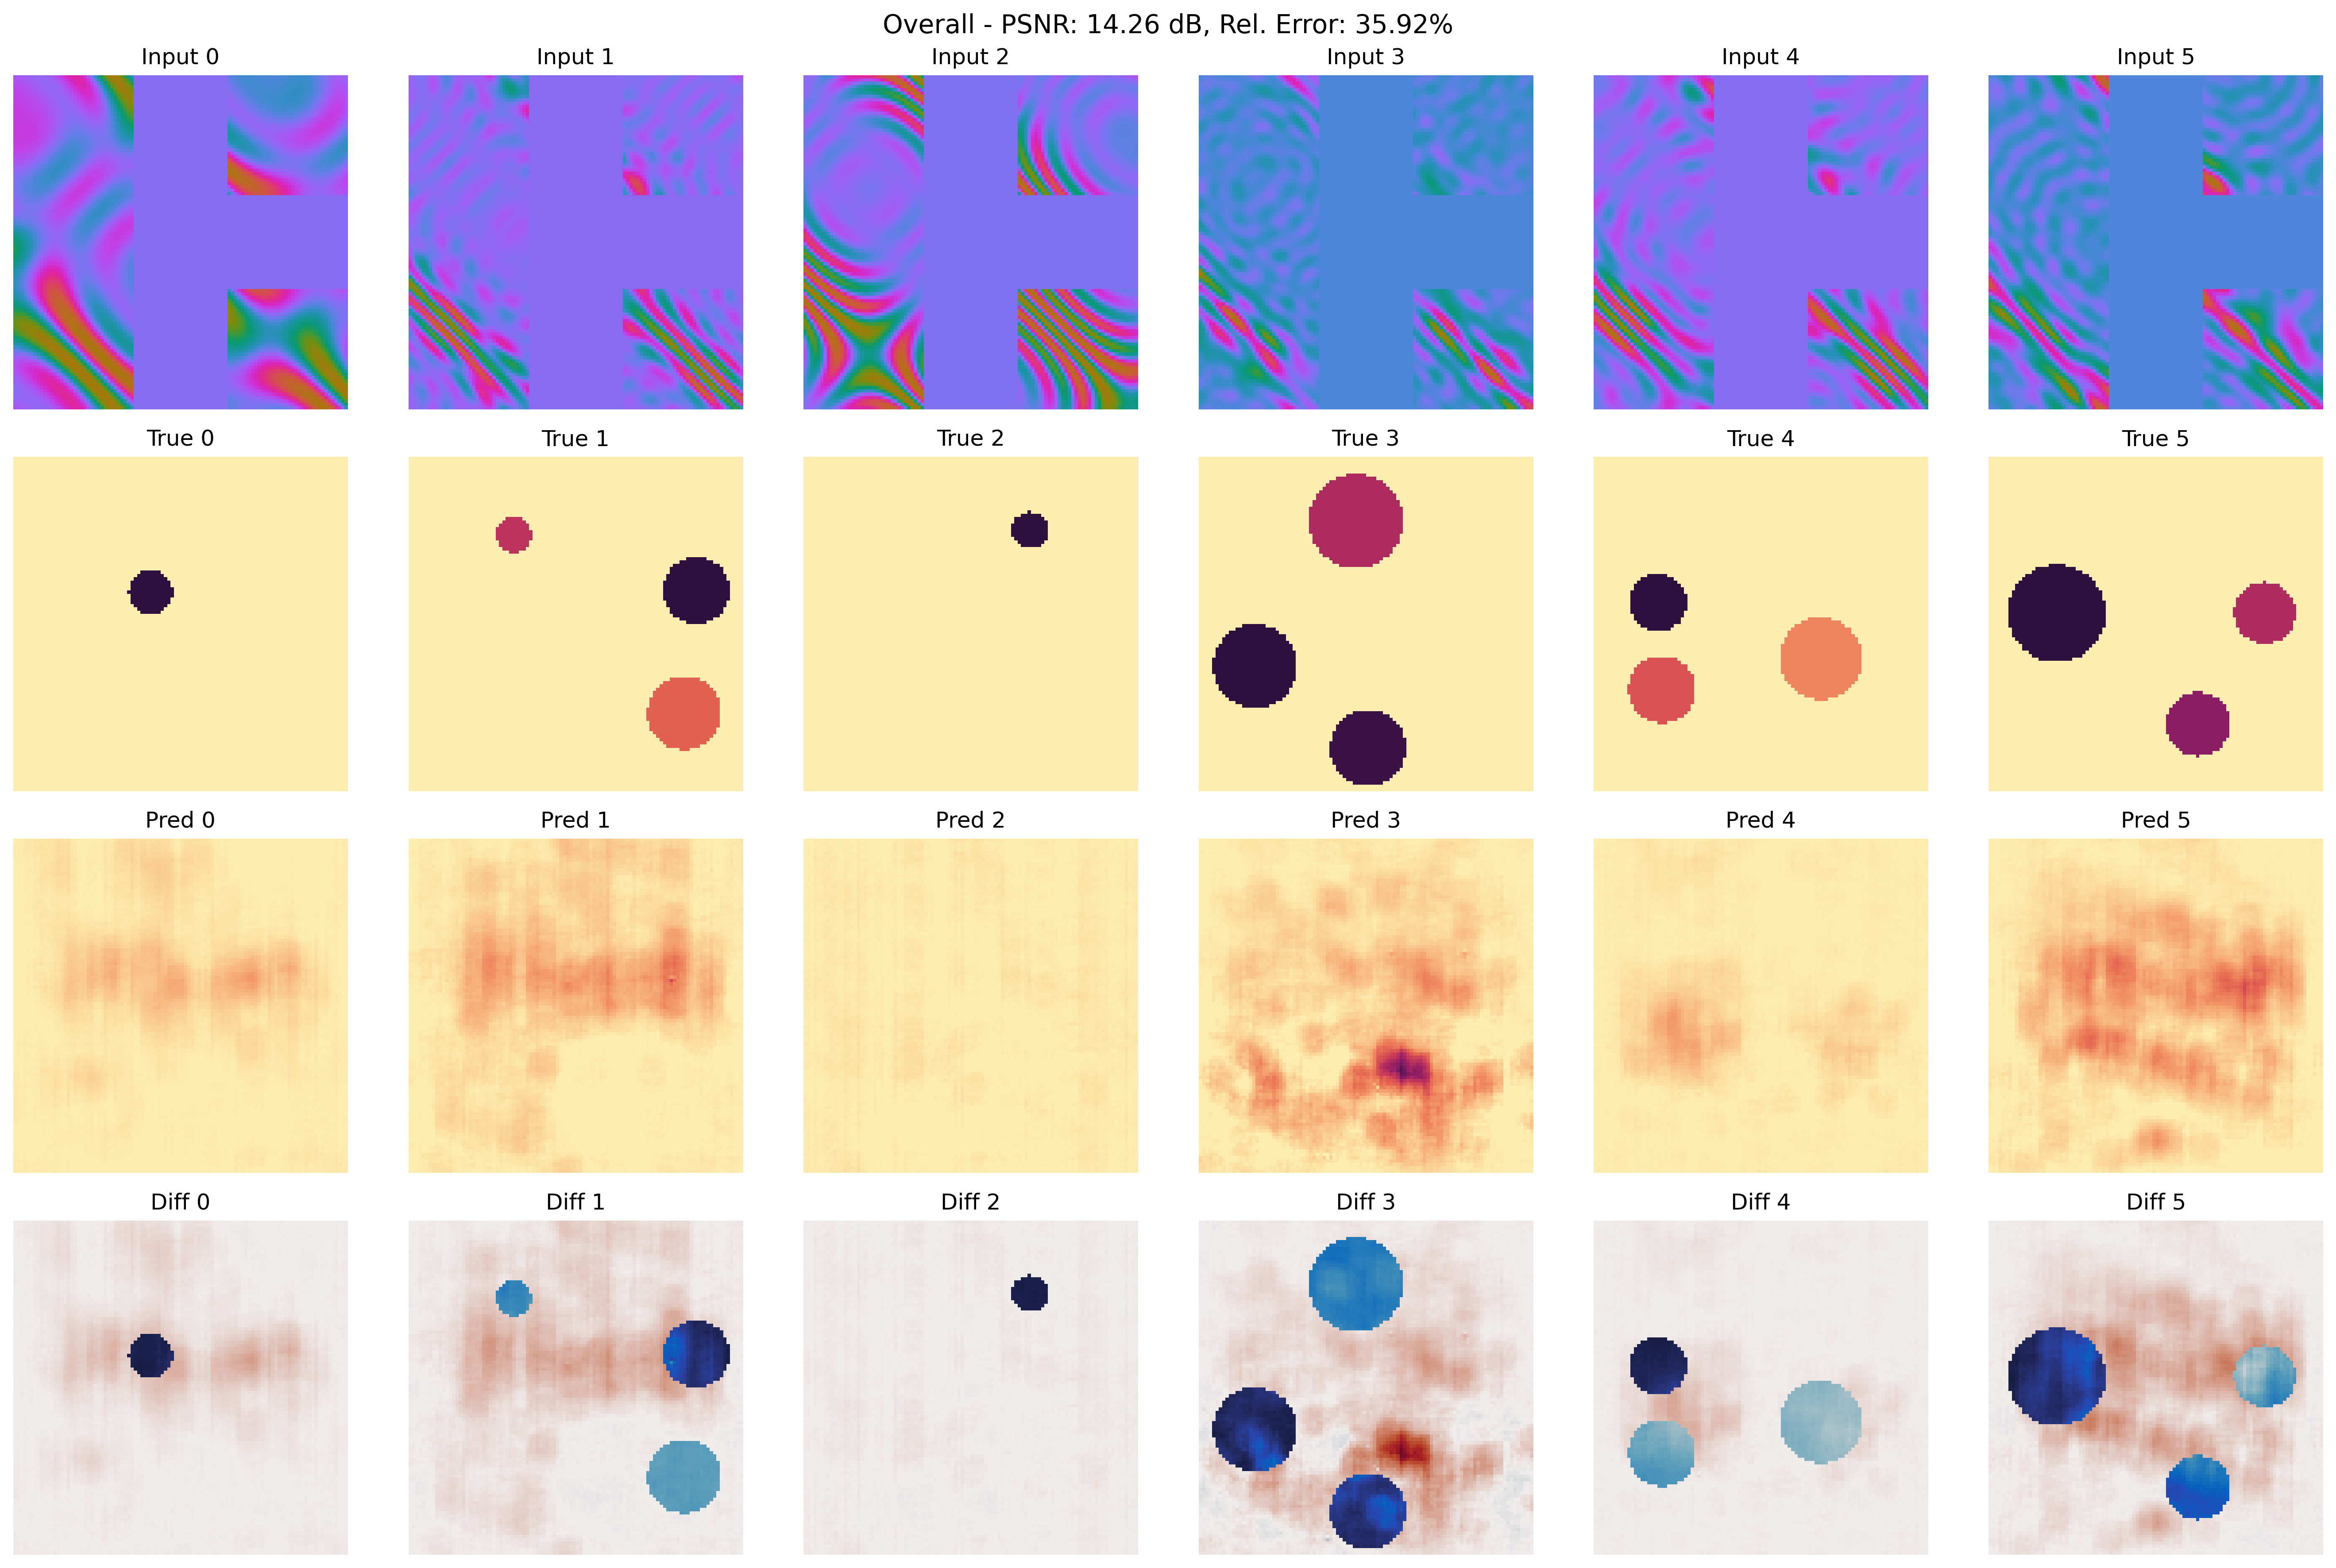 Overall - PSNR: 14.26 dB, Rel. Error: 35.92%
Input 0 Input 1 Input 2 Input 3 Input 4 Input 5
True 0 True 1 True 2 True 3 True 4 True 5
Pred 0 Pred 1 Pred 2 Pred 3 Pred 4 Pred 5
Diff 0 Diff 1 Diff 2 Diff 3 Diff 4 Diff 5